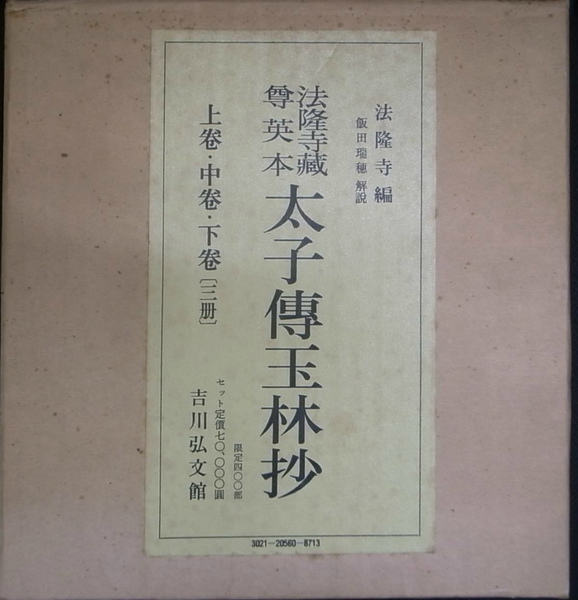 法隆寺編
飯田瑞穗 解説
法隆寺藏
尊英本
太子傳玉林抄
上卷・中卷・下卷〔三册〕
限定四〇〇部
セット定價七〇、〇〇〇圓
吉川弘文館
3021—20560—8713